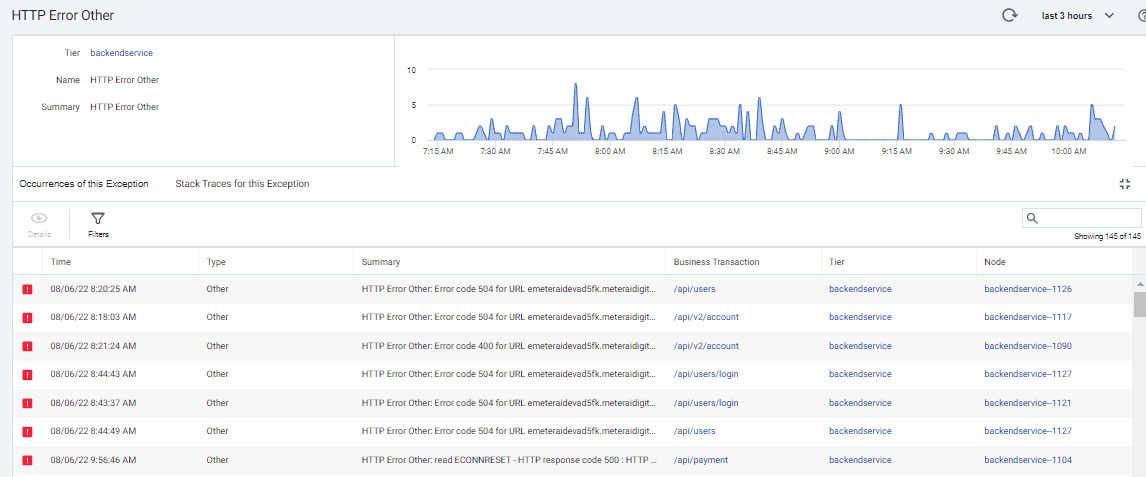 HTTP Error Other
last 3 hours
Tier backendservice
Name HTTP Error Other
Summary HTTP Error Other
10
5
0
7:15 AM 7:30 AM 7:45 AM 8:00 AM 8:15 AM 8:30 AM 8:45 AM 9:00 AM 9:15 AM 9:30 AM 9:45 AM 10:00 AM
Occurrences of this Exception Stack Traces for this Exception
Details Filters
Showing 145 of 145
Time Type Summary Business Transaction Tier Node
08/06/22 8:20:25 AM Other HTTP Error Other: Error code 504 for URL emeteraidevad5fk.meteraidigit... /api/users backendservice backendservice--1126
08/06/22 8:18:03 AM Other HTTP Error Other: Error code 504 for URL emeteraidevad5fk.meteraidigit... /api/v2/account backendservice backendservice--1117
08/06/22 8:21:24 AM Other HTTP Error Other: Error code 400 for URL emeteraidevad5fk.meteraidigit... /api/v2/account backendservice backendservice--1090
08/06/22 8:44:43 AM Other HTTP Error Other: Error code 504 for URL emeteraidevad5fk.meteraidigit... /api/users/login backendservice backendservice--1127
08/06/22 8:43:37 AM Other HTTP Error Other: Error code 504 for URL emeteraidevad5fk.meteraidigit... /api/users/login backendservice backendservice--1121
08/06/22 8:44:49 AM Other HTTP Error Other: Error code 504 for URL emeteraidevad5fk.meteraidigit... /api/users backendservice backendservice--1127
08/06/22 9:56:46 AM Other HTTP Error Other: read ECONNRESET - HTTP response code 500 : HTTP ... /api/payment backendservice backendservice--1104